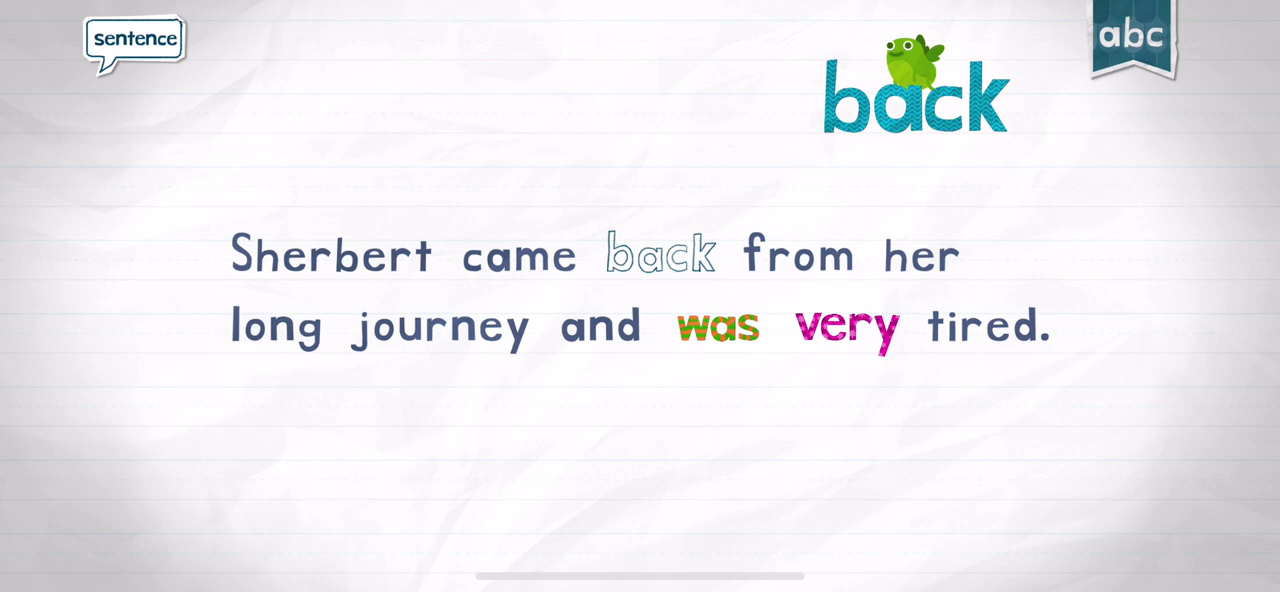 sentence
abc
back
Sherbert came back from her
long journey and was very tired.